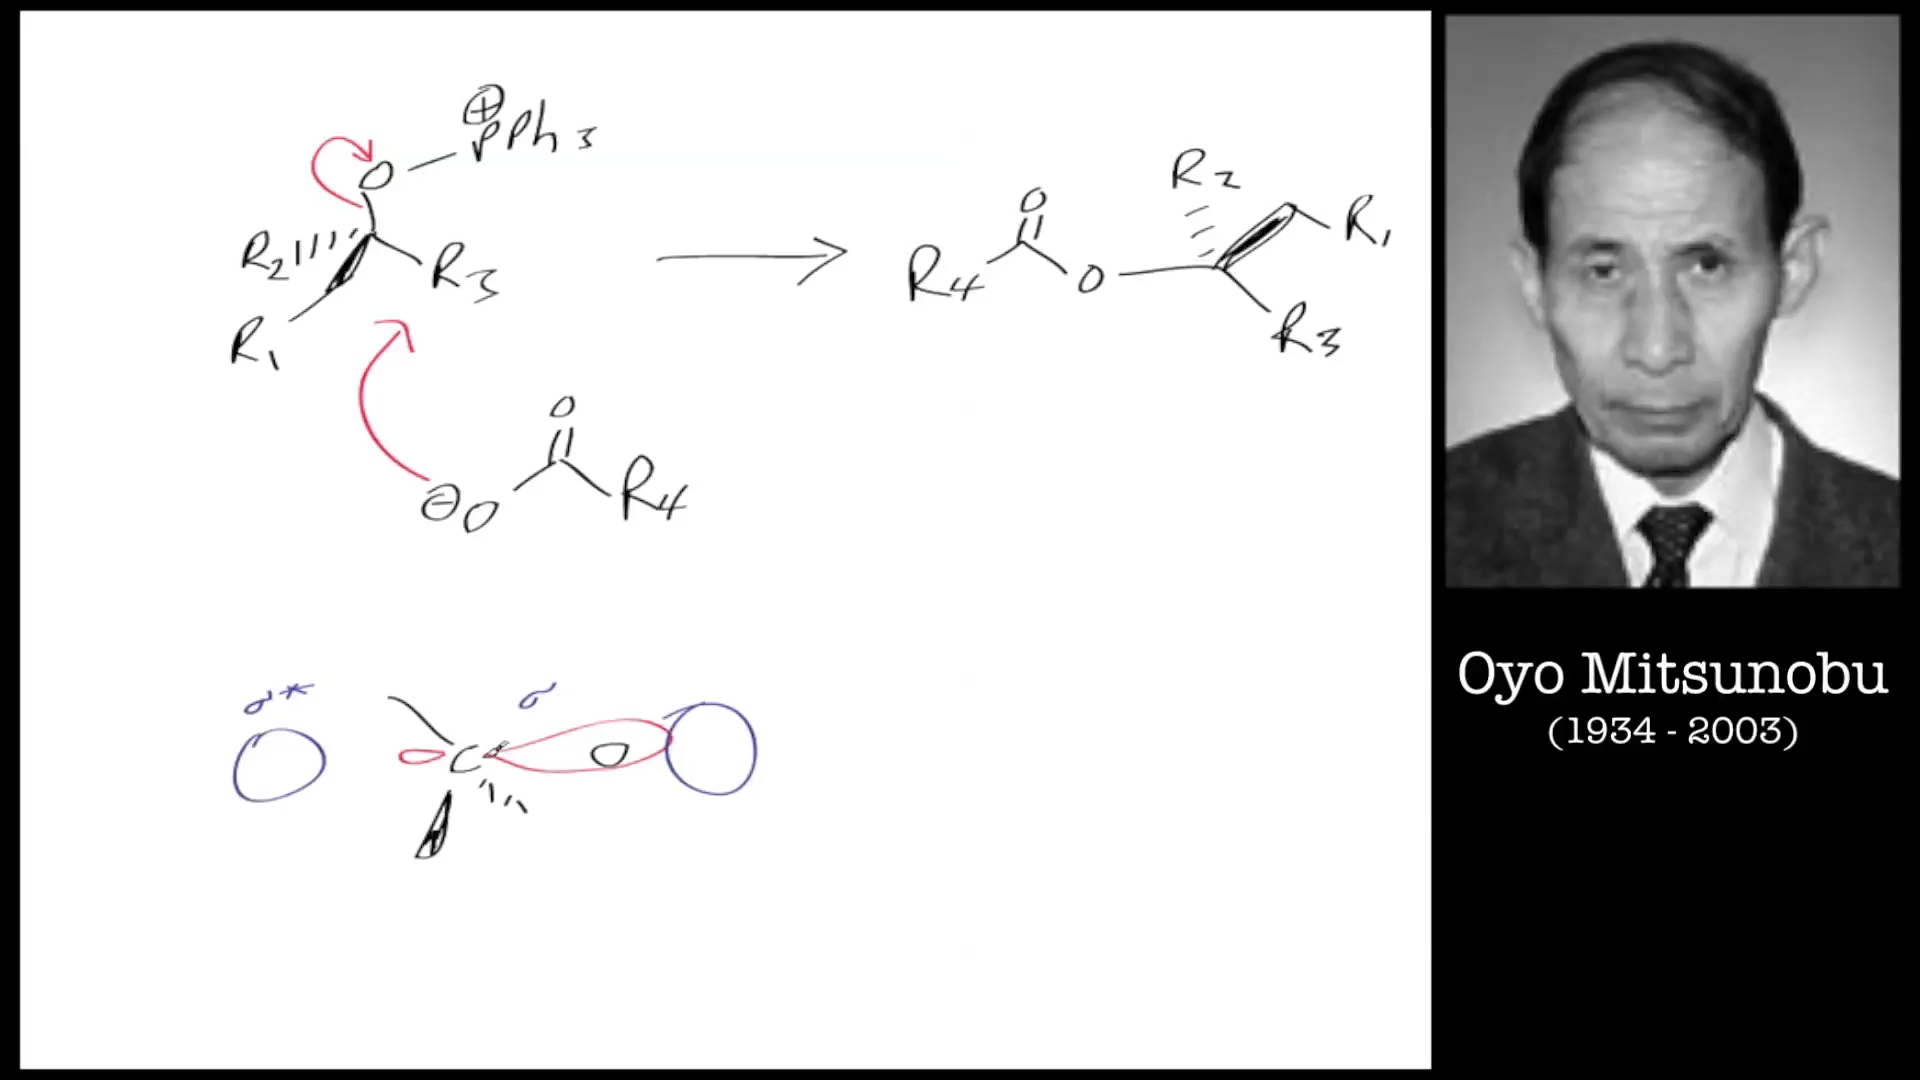 ⊕
PPh3
O
R2
R3
R1
O
⊖O
R4
R2
O
R1
R4
O
R3
σ*
σ
C
O
Oyo Mitsunobu
(1934 - 2003)